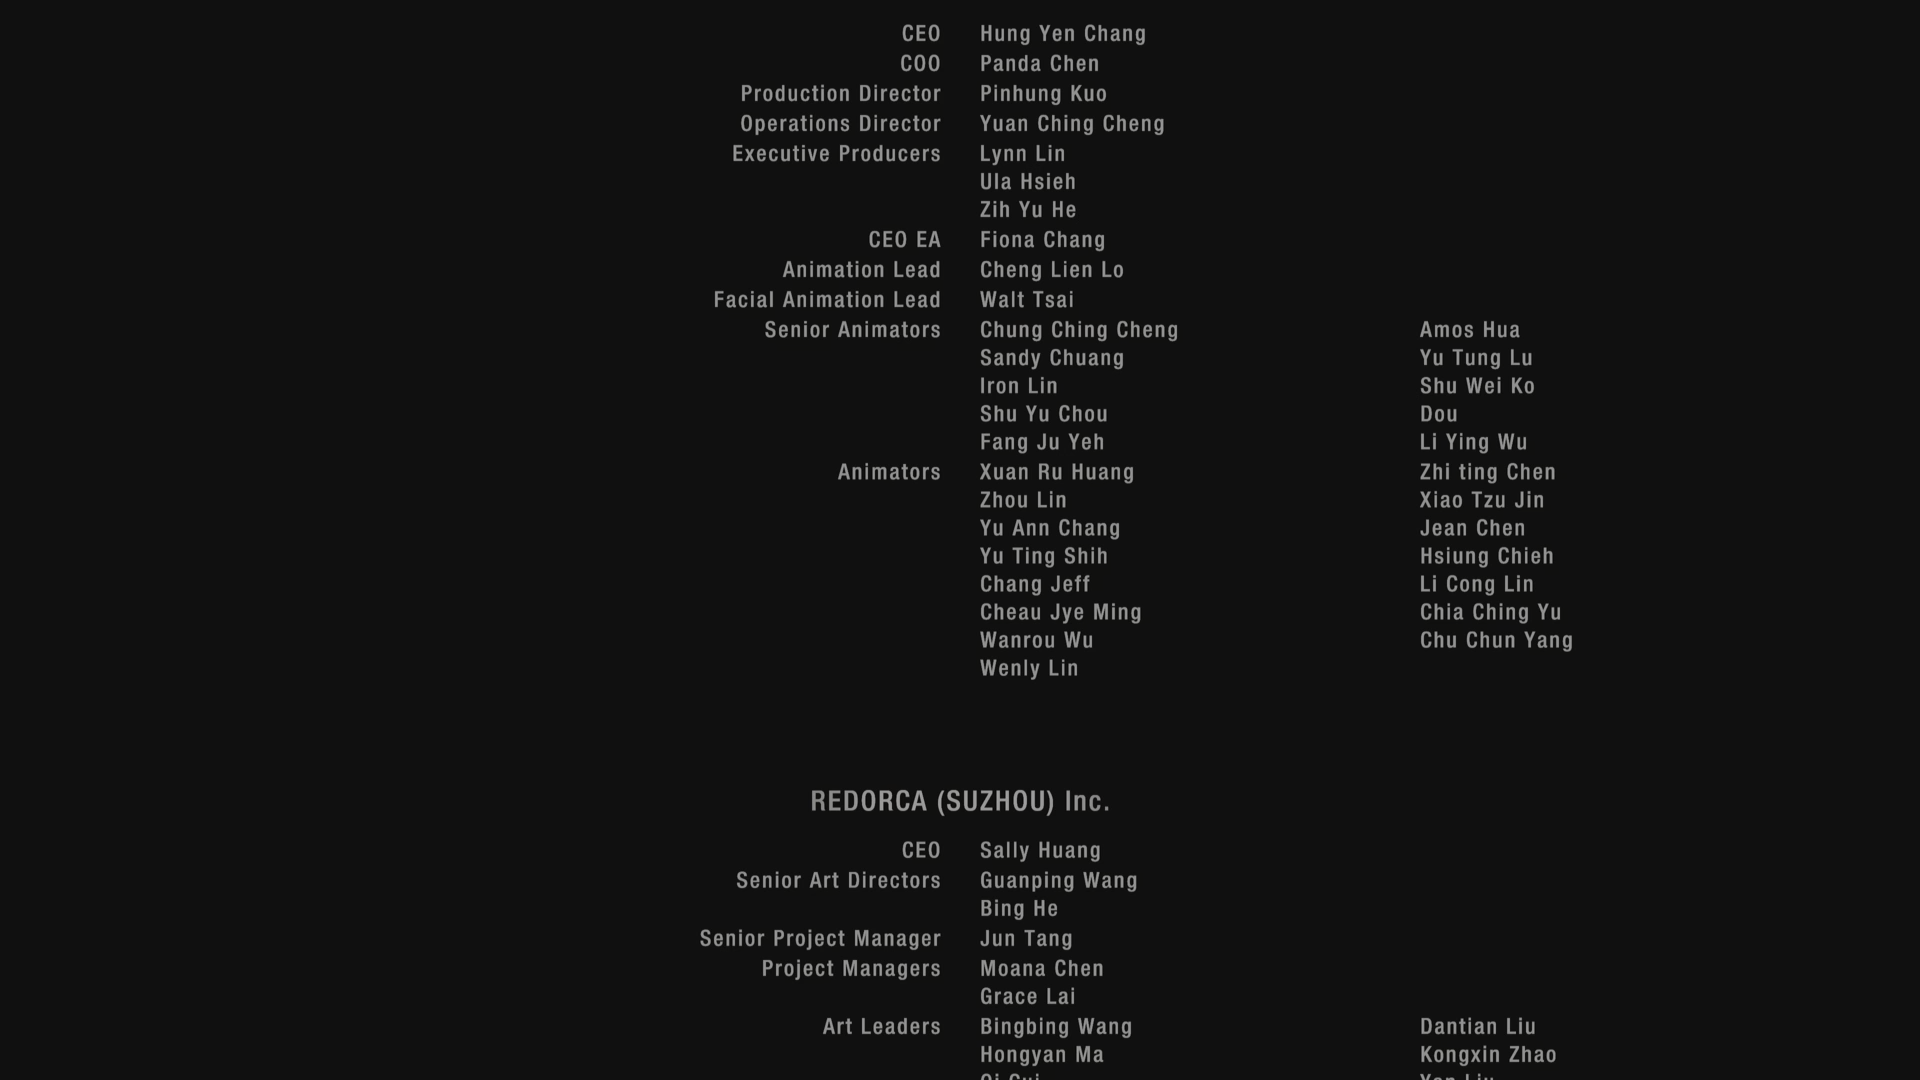 CEO Hung Yen Chang
COO Panda Chen
Production Director Pinhung Kuo
Operations Director Yuan Ching Cheng
Executive Producers Lynn Lin
Ula Hsieh
Zih Yu He
CEO EA Fiona Chang
Animation Lead Cheng Lien Lo
Facial Animation Lead Walt Tsai
Senior Animators Chung Ching Cheng Amos Hua
Sandy Chuang Yu Tung Lu
Iron Lin Shu Wei Ko
Shu Yu Chou Dou
Fang Ju Yeh Li Ying Wu
Animators Xuan Ru Huang Zhi ting Chen
Zhou Lin Xiao Tzu Jin
Yu Ann Chang Jean Chen
Yu Ting Shih Hsiung Chieh
Chang Jeff Li Cong Lin
Cheau Jye Ming Chia Ching Yu
Wanrou Wu Chu Chun Yang
Wenly Lin
REDORCA (SUZHOU) Inc.
CEO Sally Huang
Senior Art Directors Guanping Wang
Bing He
Senior Project Manager Jun Tang
Project Managers Moana Chen
Grace Lai
Art Leaders Bingbing Wang Dantian Liu
Hongyan Ma Kongxin Zhao